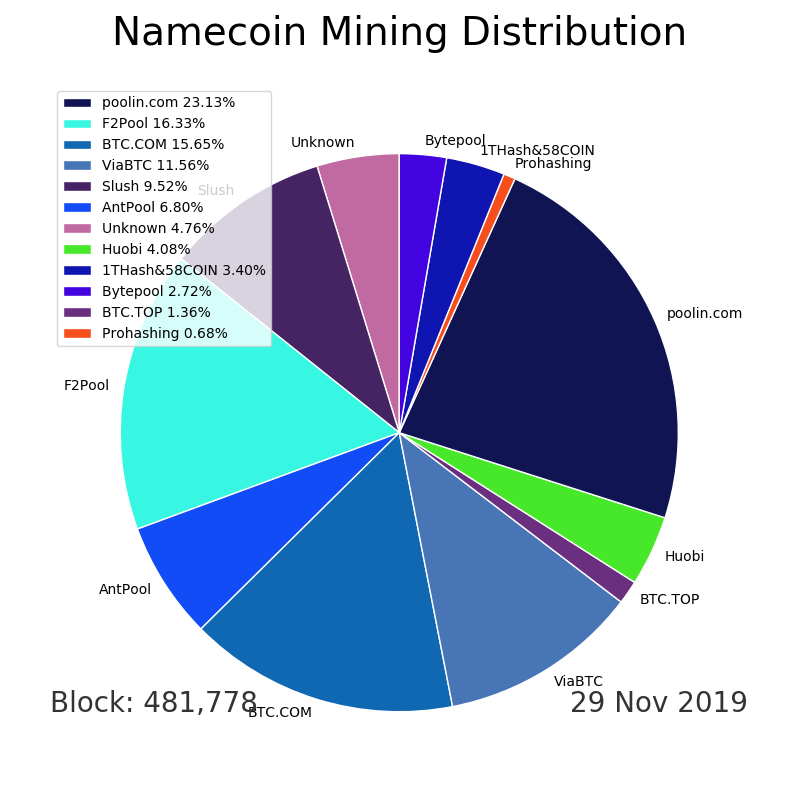 Namecoin Mining Distribution
poolin.com 23.13%
F2Pool 16.33%
BTC.COM 15.65%
ViaBTC 11.56%
Slush 9.52%
AntPool 6.80%
Unknown 4.76%
Huobi 4.08%
1THash&58COIN 3.40%
Bytepool 2.72%
BTC.TOP 1.36%
Prohashing 0.68%
Unknown
Bytepool
1THash&58COIN
Prohashing
Slush
poolin.com
F2Pool
Huobi
AntPool
BTC.TOP
ViaBTC
BTC.COM
Block: 481,778
29 Nov 2019